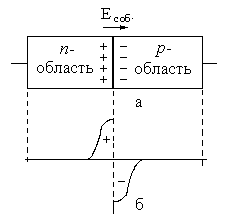 Eсоб.
n-
область
+ −
+ −
+ −
+ −
p-
область
а
+
−
б